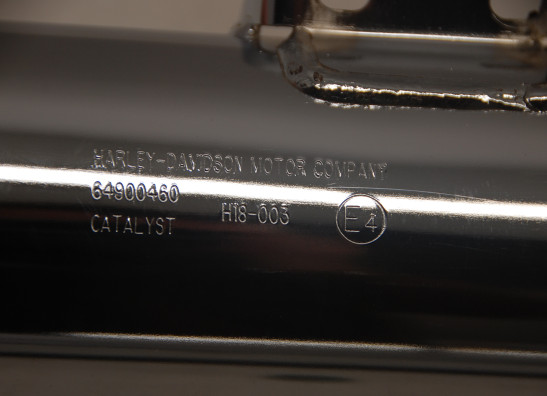 HARLEY-DAVIDSON MOTOR COMPANY
64900460 H18-003 E4
CATALYST